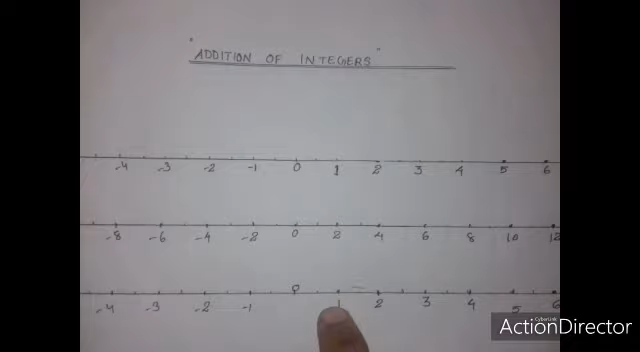 "ADDITION OF INTEGERS"
-4 -3 -2 -1 0 1 2 3 4 5 6
-8 -6 -4 -2 0 2 4 6 8 10 12
0
-4 -3 -2 -1 1 2 3 4 5 6
CyberLink
ActionDirector